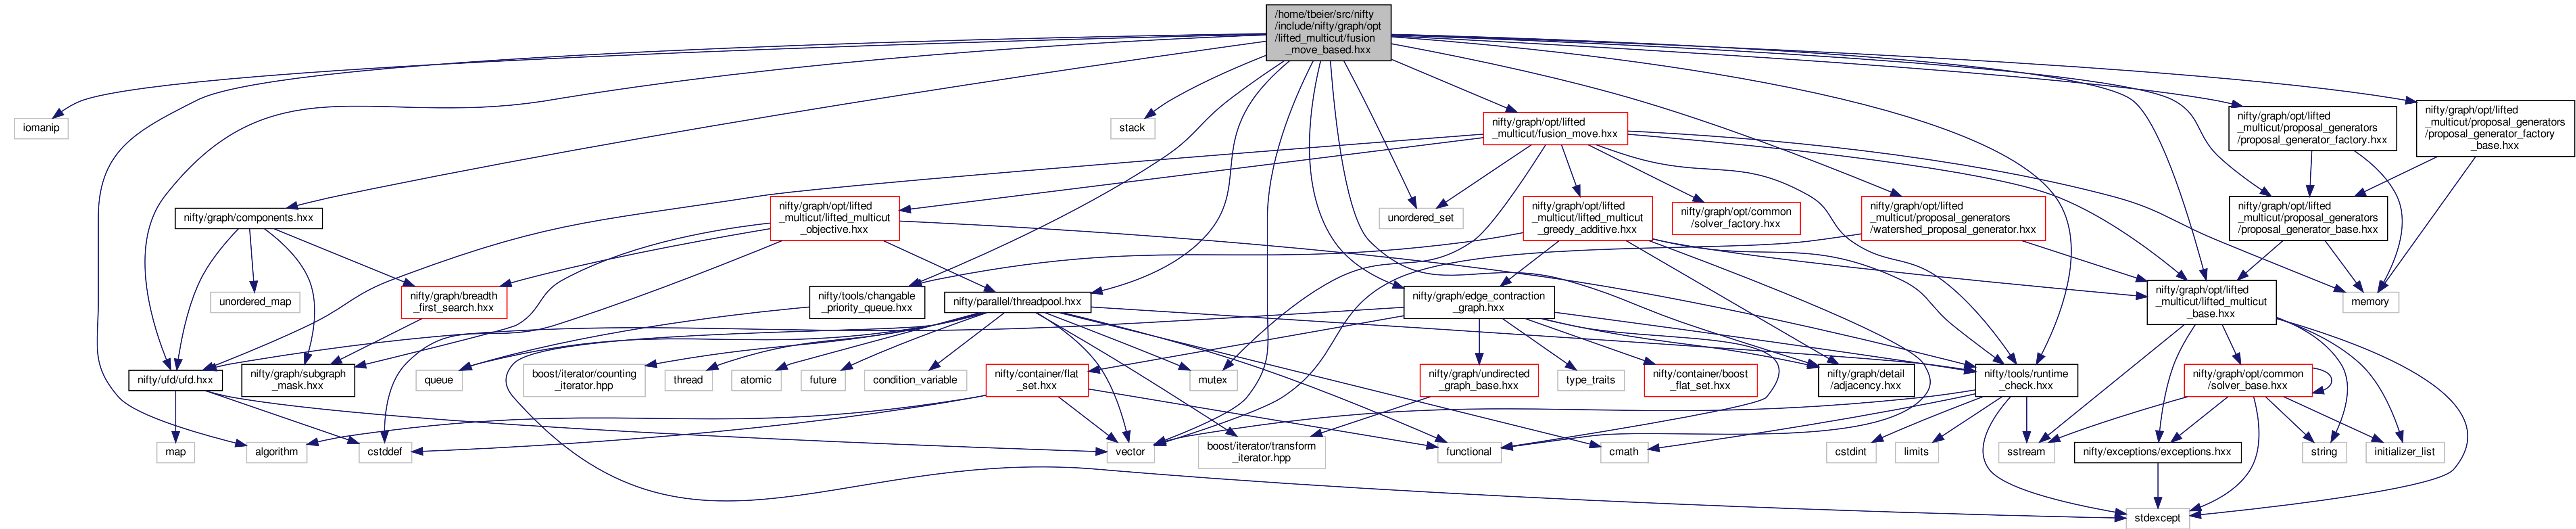 /home/tbeier/src/nifty
/include/nifty/graph/opt
/lifted_multicut/fusion
_move_based.hxx
iomanip
stack
nifty/graph/opt/lifted
_multicut/fusion_move.hxx
nifty/graph/opt/lifted
_multicut/proposal_generators
/proposal_generator_factory.hxx
nifty/graph/opt/lifted
_multicut/proposal_generators
/proposal_generator_factory
_base.hxx
nifty/graph/components.hxx
nifty/graph/opt/lifted
_multicut/lifted_multicut
_objective.hxx
unordered_set
nifty/graph/opt/lifted
_multicut/lifted_multicut
_greedy_additive.hxx
nifty/graph/opt/common
/solver_factory.hxx
nifty/graph/opt/lifted
_multicut/proposal_generators
/watershed_proposal_generator.hxx
nifty/graph/opt/lifted
_multicut/proposal_generators
/proposal_generator_base.hxx
unordered_map
nifty/graph/breadth
_first_search.hxx
nifty/tools/changable
_priority_queue.hxx
nifty/parallel/threadpool.hxx
nifty/graph/edge_contraction
_graph.hxx
nifty/graph/opt/lifted
_multicut/lifted_multicut
_base.hxx
memory
nifty/ufd/ufd.hxx
nifty/graph/subgraph
_mask.hxx
queue
boost/iterator/counting
_iterator.hpp
thread
atomic
future
condition_variable
nifty/container/flat
_set.hxx
mutex
nifty/graph/undirected
_graph_base.hxx
type_traits
nifty/container/boost
_flat_set.hxx
nifty/graph/detail
/adjacency.hxx
nifty/tools/runtime
_check.hxx
nifty/graph/opt/common
/solver_base.hxx
map
algorithm
cstddef
vector
boost/iterator/transform
_iterator.hpp
functional
cmath
cstdint
limits
sstream
nifty/exceptions/exceptions.hxx
string
initializer_list
stdexcept